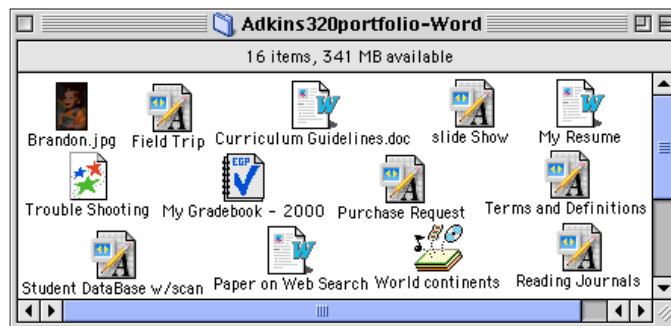 Adkins320portfolio-Word
16 items, 341 MB available
Brandon.jpg Field Trip Curriculum Guidelines.doc slide Show My Resume
EGP
Trouble Shooting My Gradebook - 2000 Purchase Request Terms and Definitions
Student DataBase w/scan Paper on Web Search World continents Reading Journals